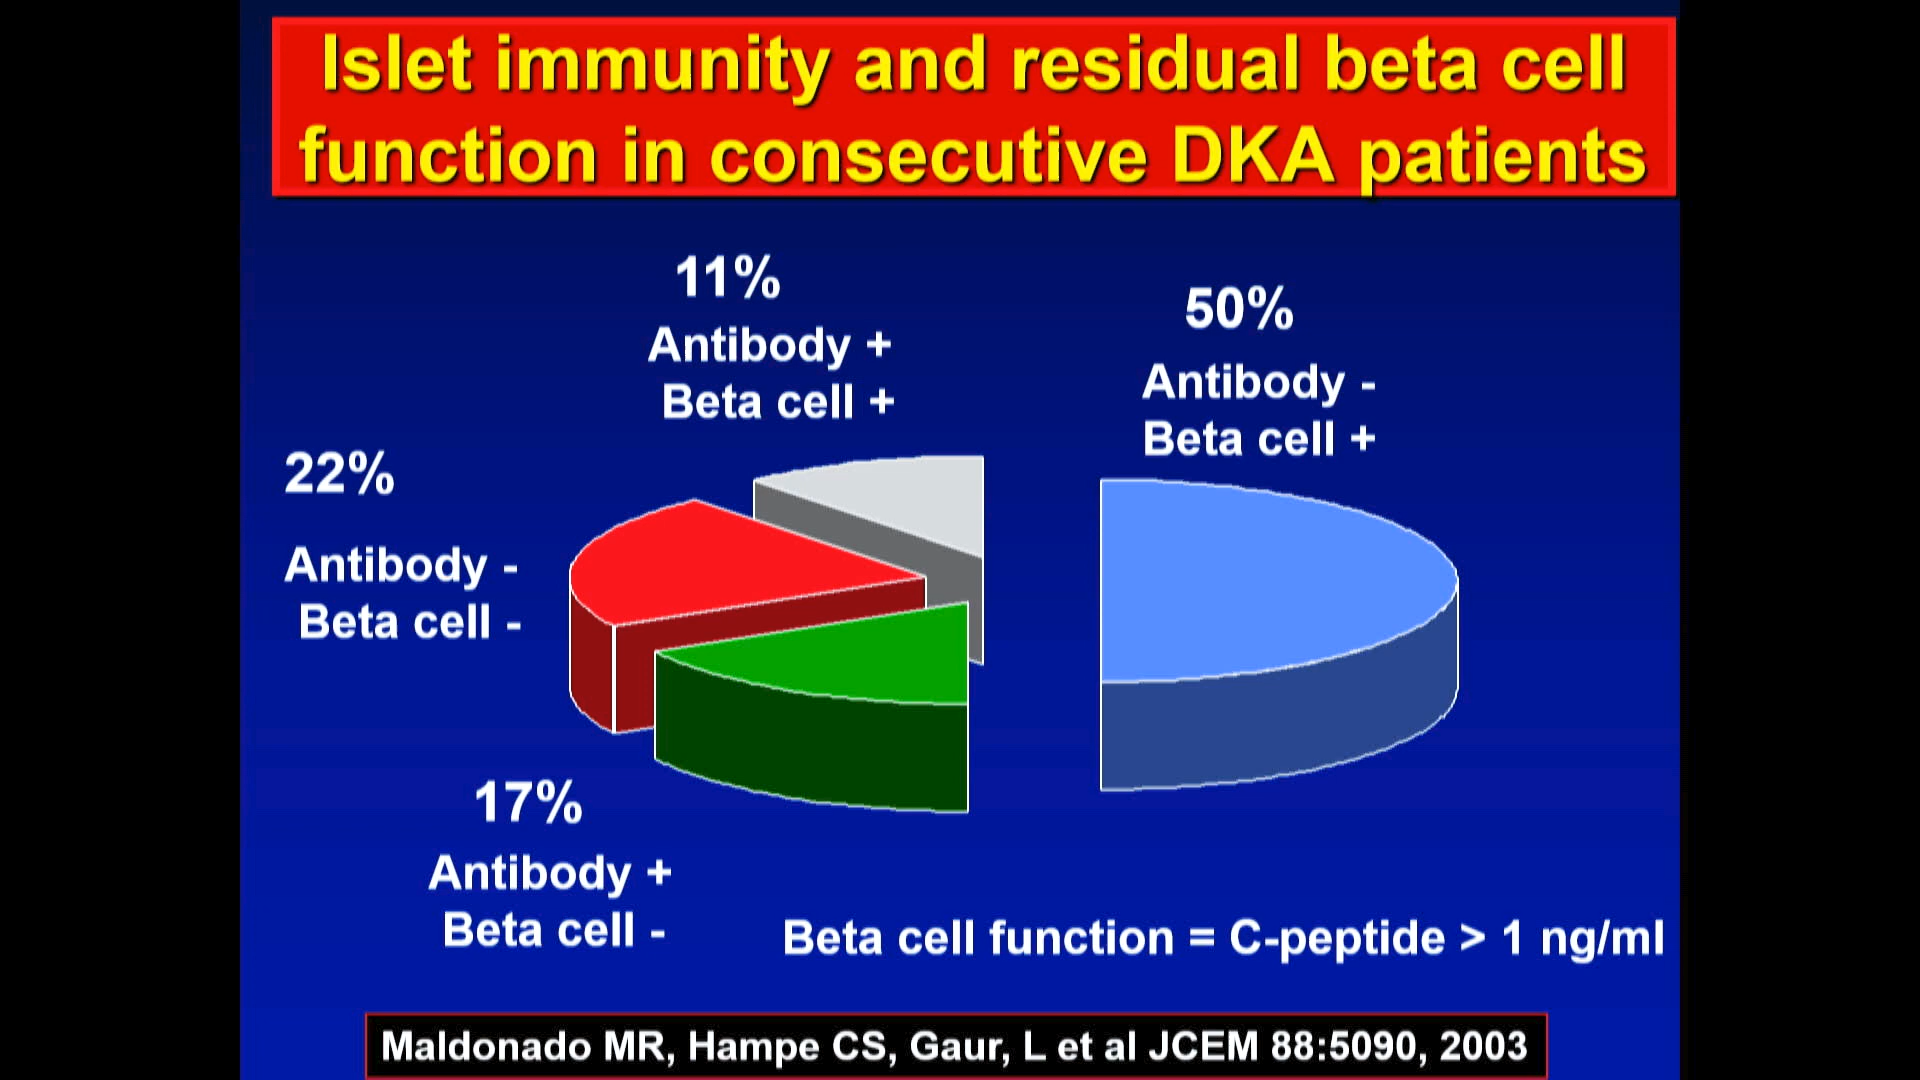 Islet immunity and residual beta cell
function in consecutive DKA patients
11%
Antibody +
Beta cell +
50%
Antibody -
Beta cell +
22%
Antibody -
Beta cell -
17%
Antibody +
Beta cell -
Beta cell function = C-peptide > 1 ng/ml
Maldonado MR, Hampe CS, Gaur, L et al JCEM 88:5090, 2003